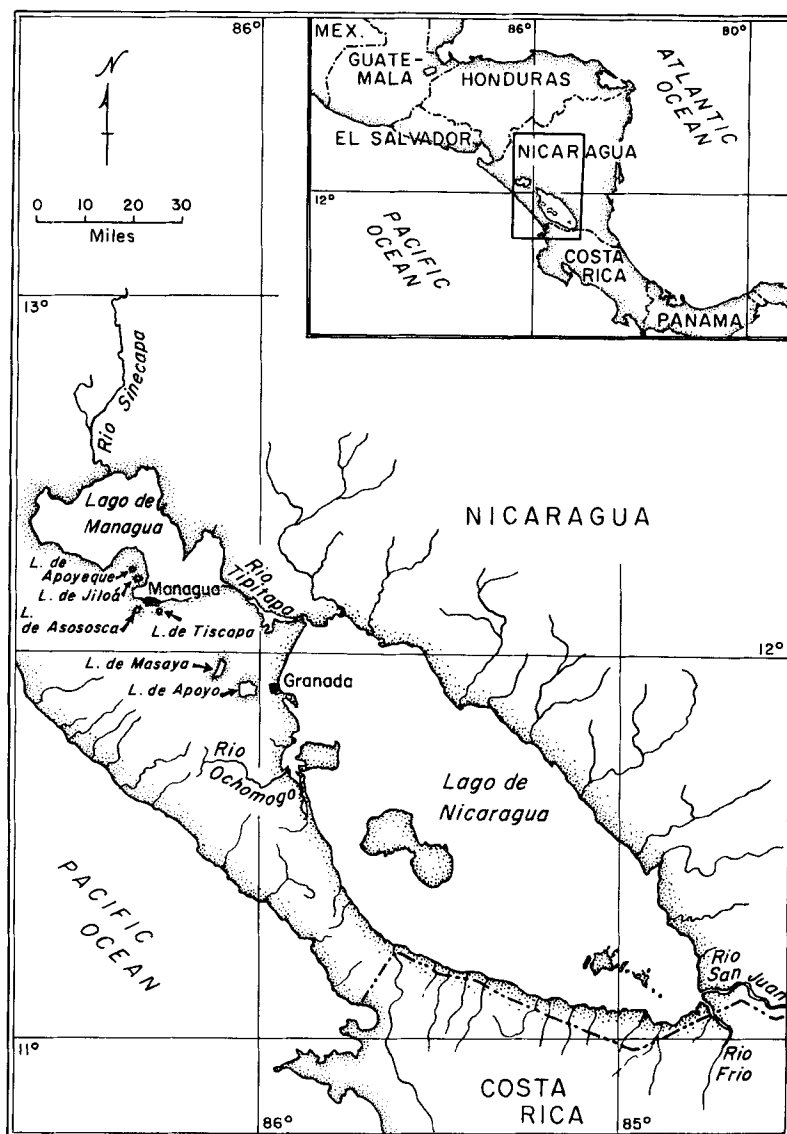 86°
N
0 10 20 30
Miles
86°
80°
MEX.
GUATE-
MALA
HONDURAS
ATLANTIC
OCEAN
EL SALVADOR
NICARAGUA
12°
PACIFIC
OCEAN
COSTA
RICA
PANAMA
13°
Rio Sinecapa
Lago de
Managua
NICARAGUA
L. de
Apoyeque
L. de Jiloá
Managua
Rio
Tipitapa
L.
de Asososca
L. de Tiscapa
12°
L. de Masaya
L. de Apoyo
Granada
Rio
Ochomogo
Lago de
Nicaragua
PACIFIC
OCEAN
Rio
San Juan
11°
Rio
Frio
COSTA
RICA
86°
85°